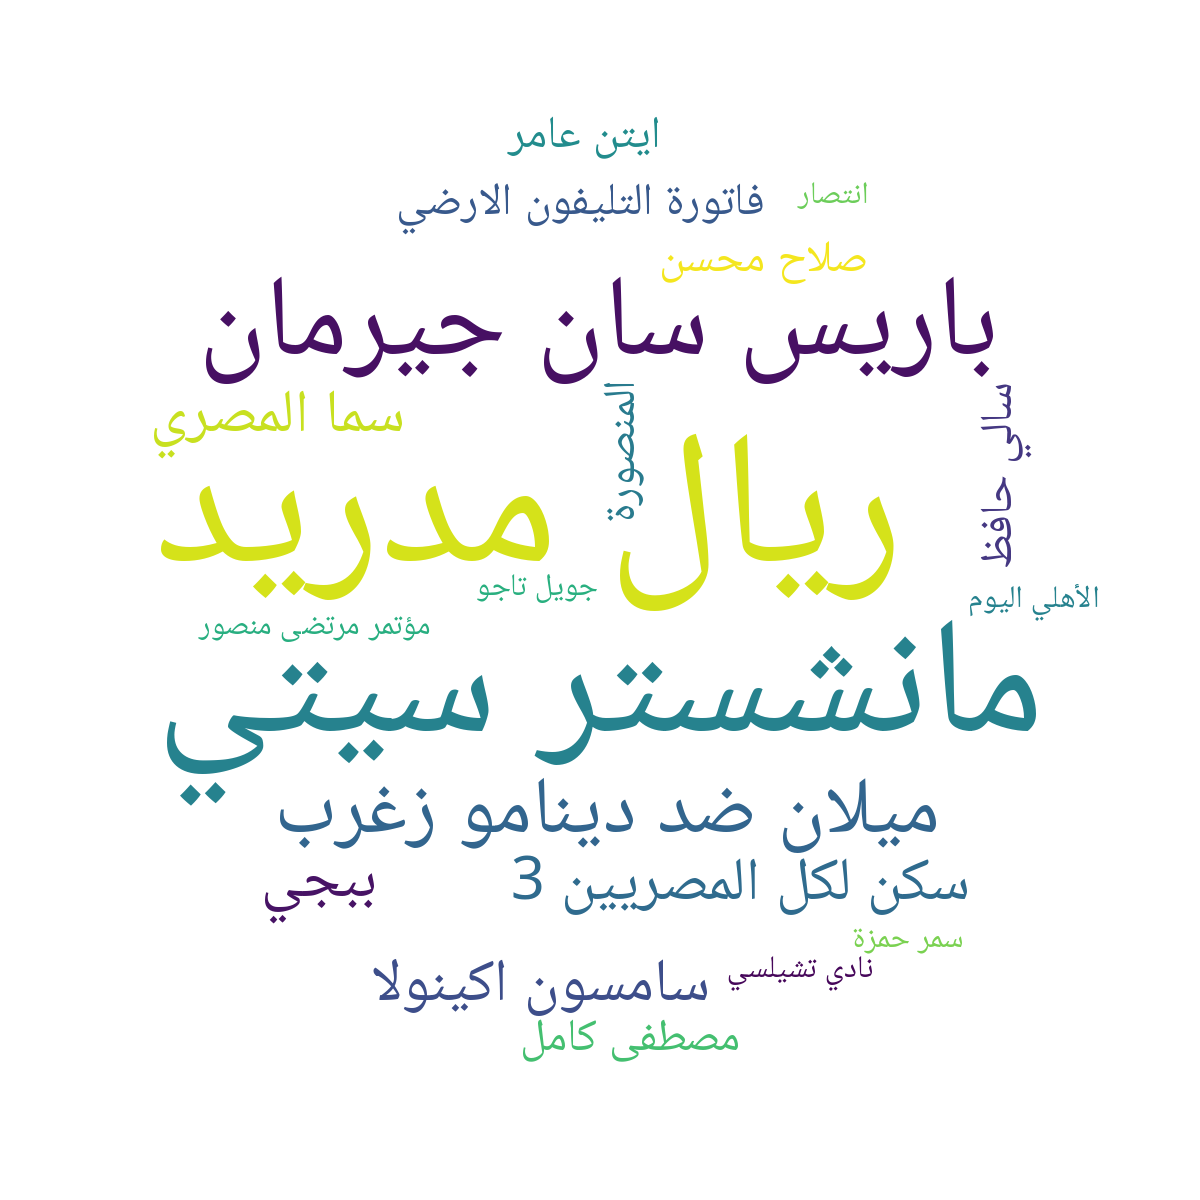 ايتن عامر
فاتورة التليفون الارضي
انتصار
صلاح محسن
باريس سان جيرمان
سما المصري
المنصورة
سالي حافظ
ريال مدريد
جويل تاجو
الأهلي اليوم
مؤتمر مرتضى منصور
مانشستر سيتي
ميلان ضد دينامو زغرب
سكن لكل المصريين 3
ببجي
سمر حمزة
نادي تشيلسي
سامسون اكينولا
مصطفى كامل